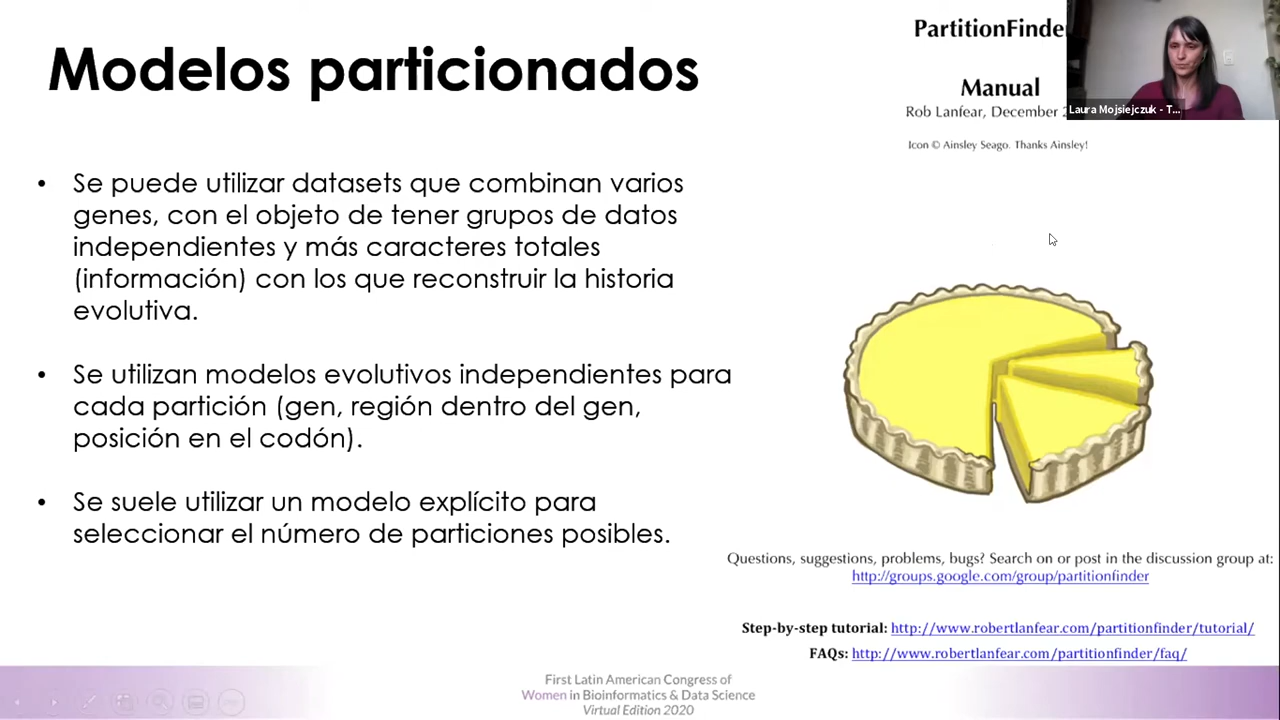 Modelos particionados
• Se puede utilizar datasets que combinan varios
genes, con el objeto de tener grupos de datos
independientes y más caracteres totales
(información) con los que reconstruir la historia
evolutiva.
• Se utilizan modelos evolutivos independientes para
cada partición (gen, región dentro del gen,
posición en el codón).
• Se suele utilizar un modelo explícito para
seleccionar el número de particiones posibles.
PartitionFinder
Manual
Rob Lanfear, December
Icon © Ainsley Seago. Thanks Ainsley!
Laura Mojsiejczuk - T...
Questions, suggestions, problems, bugs? Search on or post in the discussion group at:
http://groups.google.com/group/partitionfinder
Step-by-step tutorial: http://www.robertlanfear.com/partitionfinder/tutorial/
FAQs: http://www.robertlanfear.com/partitionfinder/faq/
First Latin American Congress of
Women in Bioinformatics & Data Science
Virtual Edition 2020